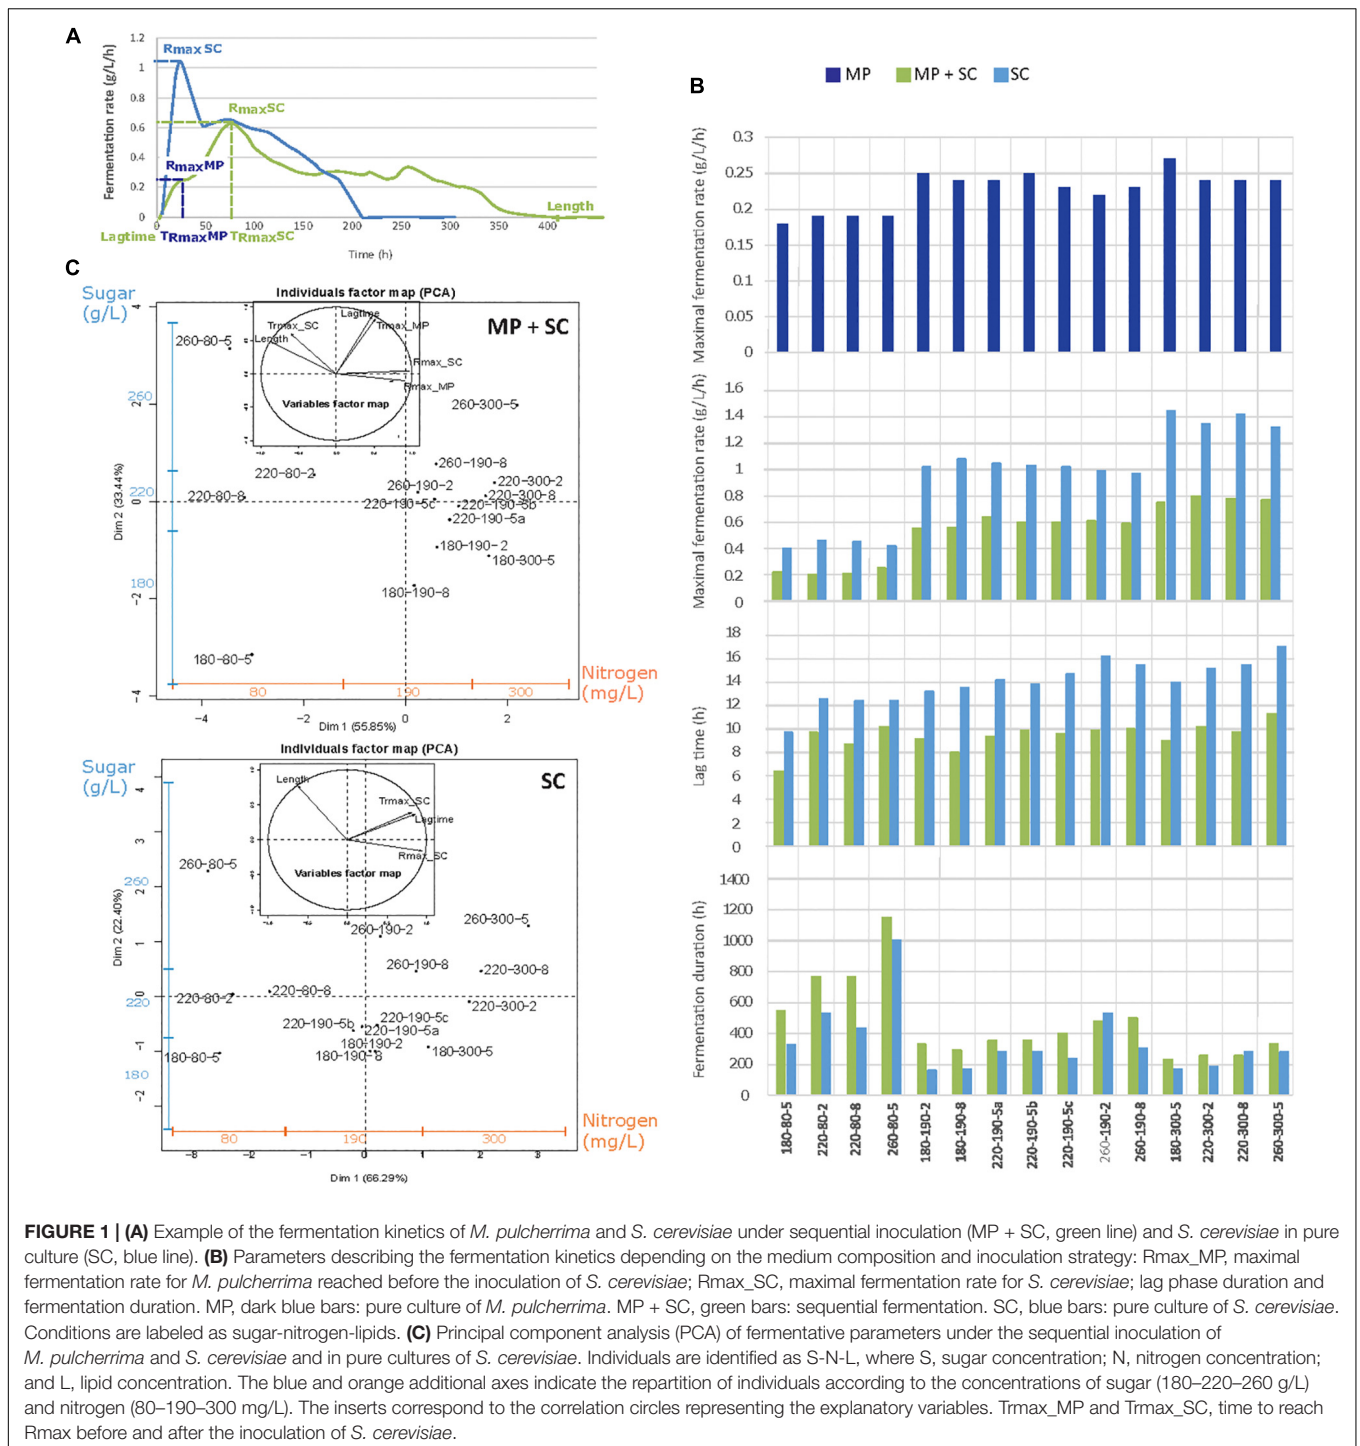 A
Fermentation rate (g/L/h)
1.2
1
0.8
0.6
0.4
0.2
0
RmaxSC
RmaxSC
RmaxMP
Length
0 50 100 150 200 250 300 350 400
Lagtime TRmaxMP TRmaxSC
Time (h)
B
MP MP + SC SC
Maximal fermentation rate (g/L/h)
0.3
0.25
0.2
0.15
0.1
0.05
0
Maximal fermentation rate (g/L/h)
1.6
1.4
1.2
1
0.8
0.6
0.4
0.2
0
Lag time (h)
18
16
14
12
10
8
6
4
2
0
Fermentation duration (h)
1400
1200
1000
800
600
400
200
0
180-80-5
220-80-2
220-80-8
260-80-5
180-190-2
180-190-8
220-190-5a
220-190-5b
220-190-5c
260-190-2
260-190-8
180-300-5
220-300-2
220-300-8
260-300-5
C
Sugar
(g/L)
Individuals factor map (PCA)
MP + SC
Lagtime
Trmax_SC
Trmax_MP
Length
Rmax_SC
Rmax_MP
Variables factor map
260-80-5
260-300-5
260-190-8
220-80-2
220-300-2
260-190-2
220-80-8
220-300-8
220-190-5c
220-190-5b
220-190-5a
180-190-2
180-300-5
180-190-8
180-80-5
260
220
180
4
2
0
-2
-4
Dim 2 (33.44%)
80 190 300
Nitrogen
(mg/L)
-4 -2 0 2
Dim 1 (55.85%)
Sugar
(g/L)
Individuals factor map (PCA)
SC
Length
Trmax_SC
Lagtime
Rmax_SC
Variables factor map
260-80-5
260-300-5
260-190-2
260-190-8
220-300-8
220-80-8
220-80-2
220-300-2
220-190-5c
220-190-5b
220-190-5a
180-190-2
180-300-5
180-80-5
180-190-8
260
220
180
4
3
2
1
0
-1
-2
Dim 2 (22.40%)
80 190 300
Nitrogen
(mg/L)
-2 -1 0 1 2 3
Dim 1 (66.29%)
FIGURE 1 | (A) Example of the fermentation kinetics of M. pulcherrima and S. cerevisiae under sequential inoculation (MP + SC, green line) and S. cerevisiae in pure
culture (SC, blue line). (B) Parameters describing the fermentation kinetics depending on the medium composition and inoculation strategy: Rmax_MP, maximal
fermentation rate for M. pulcherrima reached before the inoculation of S. cerevisiae; Rmax_SC, maximal fermentation rate for S. cerevisiae; lag phase duration and
fermentation duration. MP, dark blue bars: pure culture of M. pulcherrima. MP + SC, green bars: sequential fermentation. SC, blue bars: pure culture of S. cerevisiae.
Conditions are labeled as sugar-nitrogen-lipids. (C) Principal component analysis (PCA) of fermentative parameters under the sequential inoculation of
M. pulcherrima and S. cerevisiae and in pure cultures of S. cerevisiae. Individuals are identified as S-N-L, where S, sugar concentration; N, nitrogen concentration;
and L, lipid concentration. The blue and orange additional axes indicate the repartition of individuals according to the concentrations of sugar (180–220–260 g/L)
and nitrogen (80–190–300 mg/L). The inserts correspond to the correlation circles representing the explanatory variables. Trmax_MP and Trmax_SC, time to reach
Rmax before and after the inoculation of S. cerevisiae.